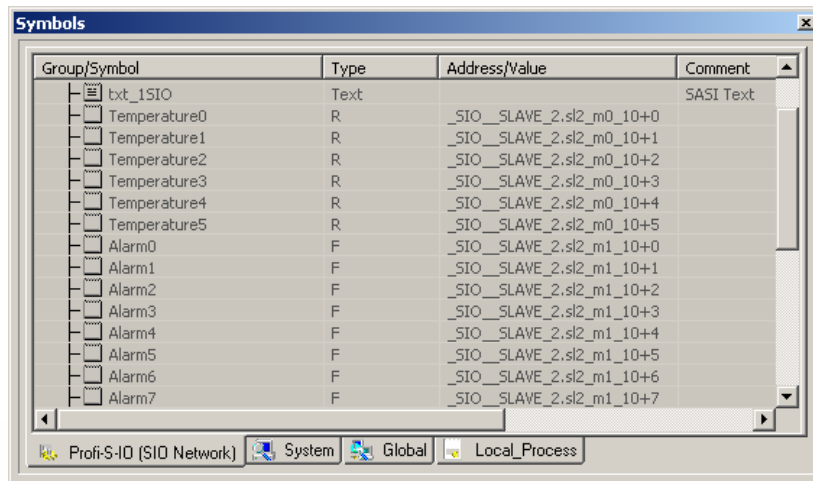 Symbols
Group/Symbol Type Address/Value Comment
txt_1SIO Text SASI Text
Temperature0 R _SIO__SLAVE_2.sl2_m0_10+0
Temperature1 R _SIO__SLAVE_2.sl2_m0_10+1
Temperature2 R _SIO__SLAVE_2.sl2_m0_10+2
Temperature3 R _SIO__SLAVE_2.sl2_m0_10+3
Temperature4 R _SIO__SLAVE_2.sl2_m0_10+4
Temperature5 R _SIO__SLAVE_2.sl2_m0_10+5
Alarm0 F _SIO__SLAVE_2.sl2_m1_10+0
Alarm1 F _SIO__SLAVE_2.sl2_m1_10+1
Alarm2 F _SIO__SLAVE_2.sl2_m1_10+2
Alarm3 F _SIO__SLAVE_2.sl2_m1_10+3
Alarm4 F _SIO__SLAVE_2.sl2_m1_10+4
Alarm5 F _SIO__SLAVE_2.sl2_m1_10+5
Alarm6 F _SIO__SLAVE_2.sl2_m1_10+6
Alarm7 F _SIO__SLAVE_2.sl2_m1_10+7
Profi-S-IO (SIO Network) System Global Local_Process